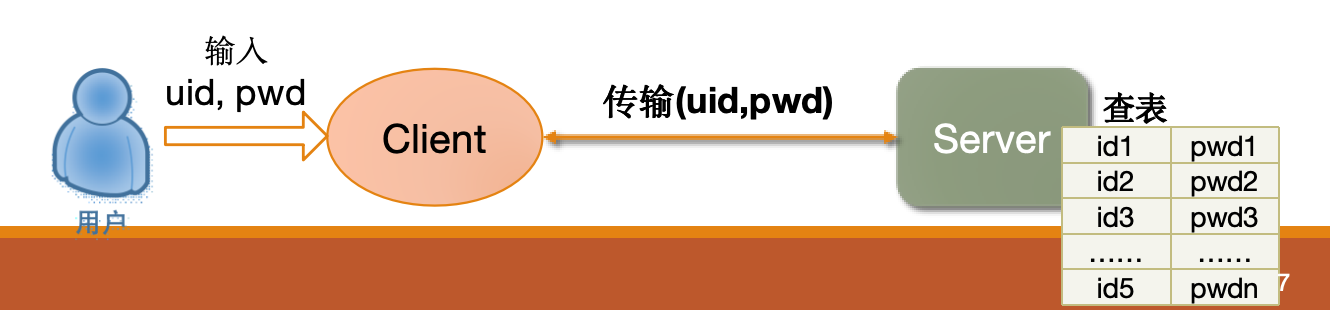 输入
uid, pwd
用户
Client
传输(uid,pwd)
Server
查表
id1 pwd1
id2 pwd2
id3 pwd3
…… ……
id5 pwdn
7